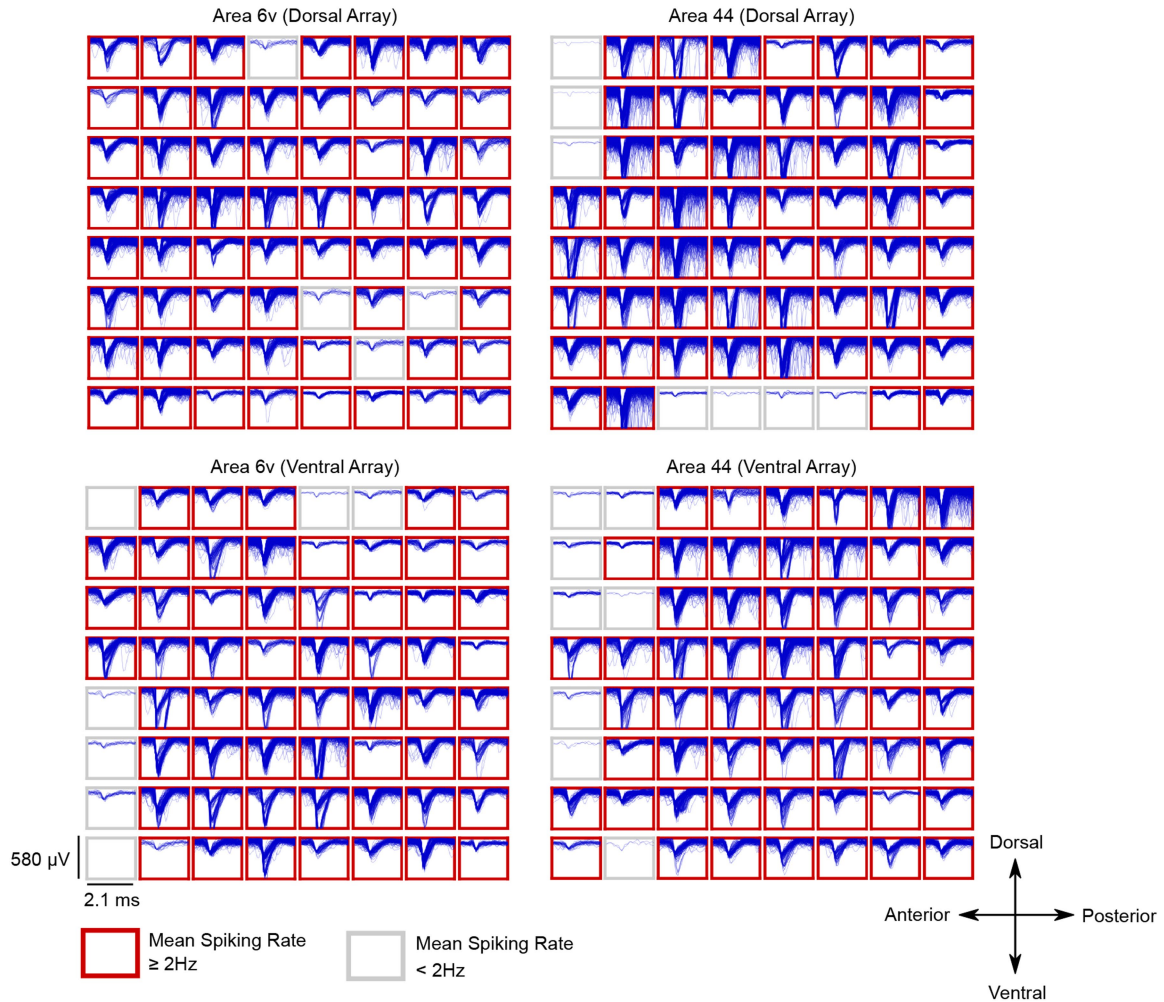 Area 6v (Dorsal Array)
Area 44 (Dorsal Array)
Area 6v (Ventral Array)
Area 44 (Ventral Array)
580 µV
2.1 ms
Mean Spiking Rate
≥ 2Hz
Mean Spiking Rate
< 2Hz
Dorsal
Anterior
Posterior
Ventral